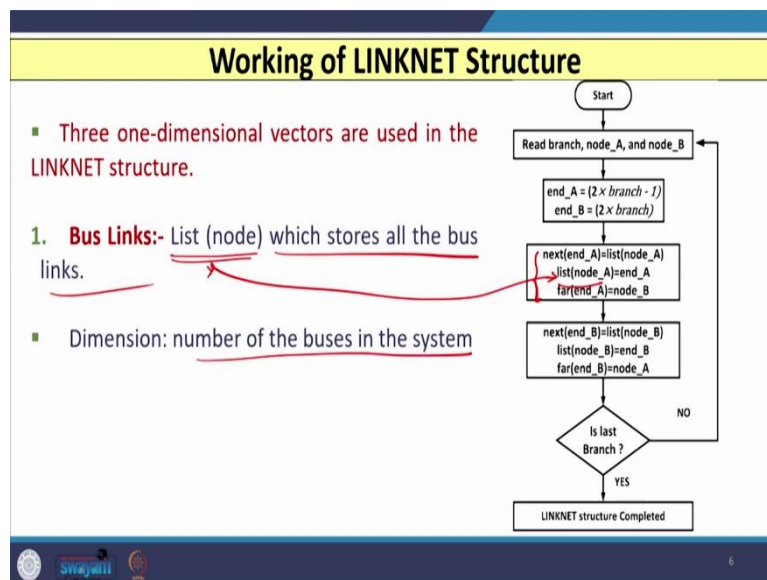 Working of LINKNET Structure
▪ Three one-dimensional vectors are used in the
LINKNET structure.
1. Bus Links:- List (node) which stores all the bus
links.
▪ Dimension: number of the buses in the system
Start
Read branch, node_A, and node_B
end_A = (2 × branch - 1)
end_B = (2 × branch)
next(end_A)=list(node_A)
list(node_A)=end_A
far(end_A)=node_B
next(end_B)=list(node_B)
list(node_B)=end_B
far(end_B)=node_A
Is last
Branch ?
NO
YES
LINKNET structure Completed
swayam
6